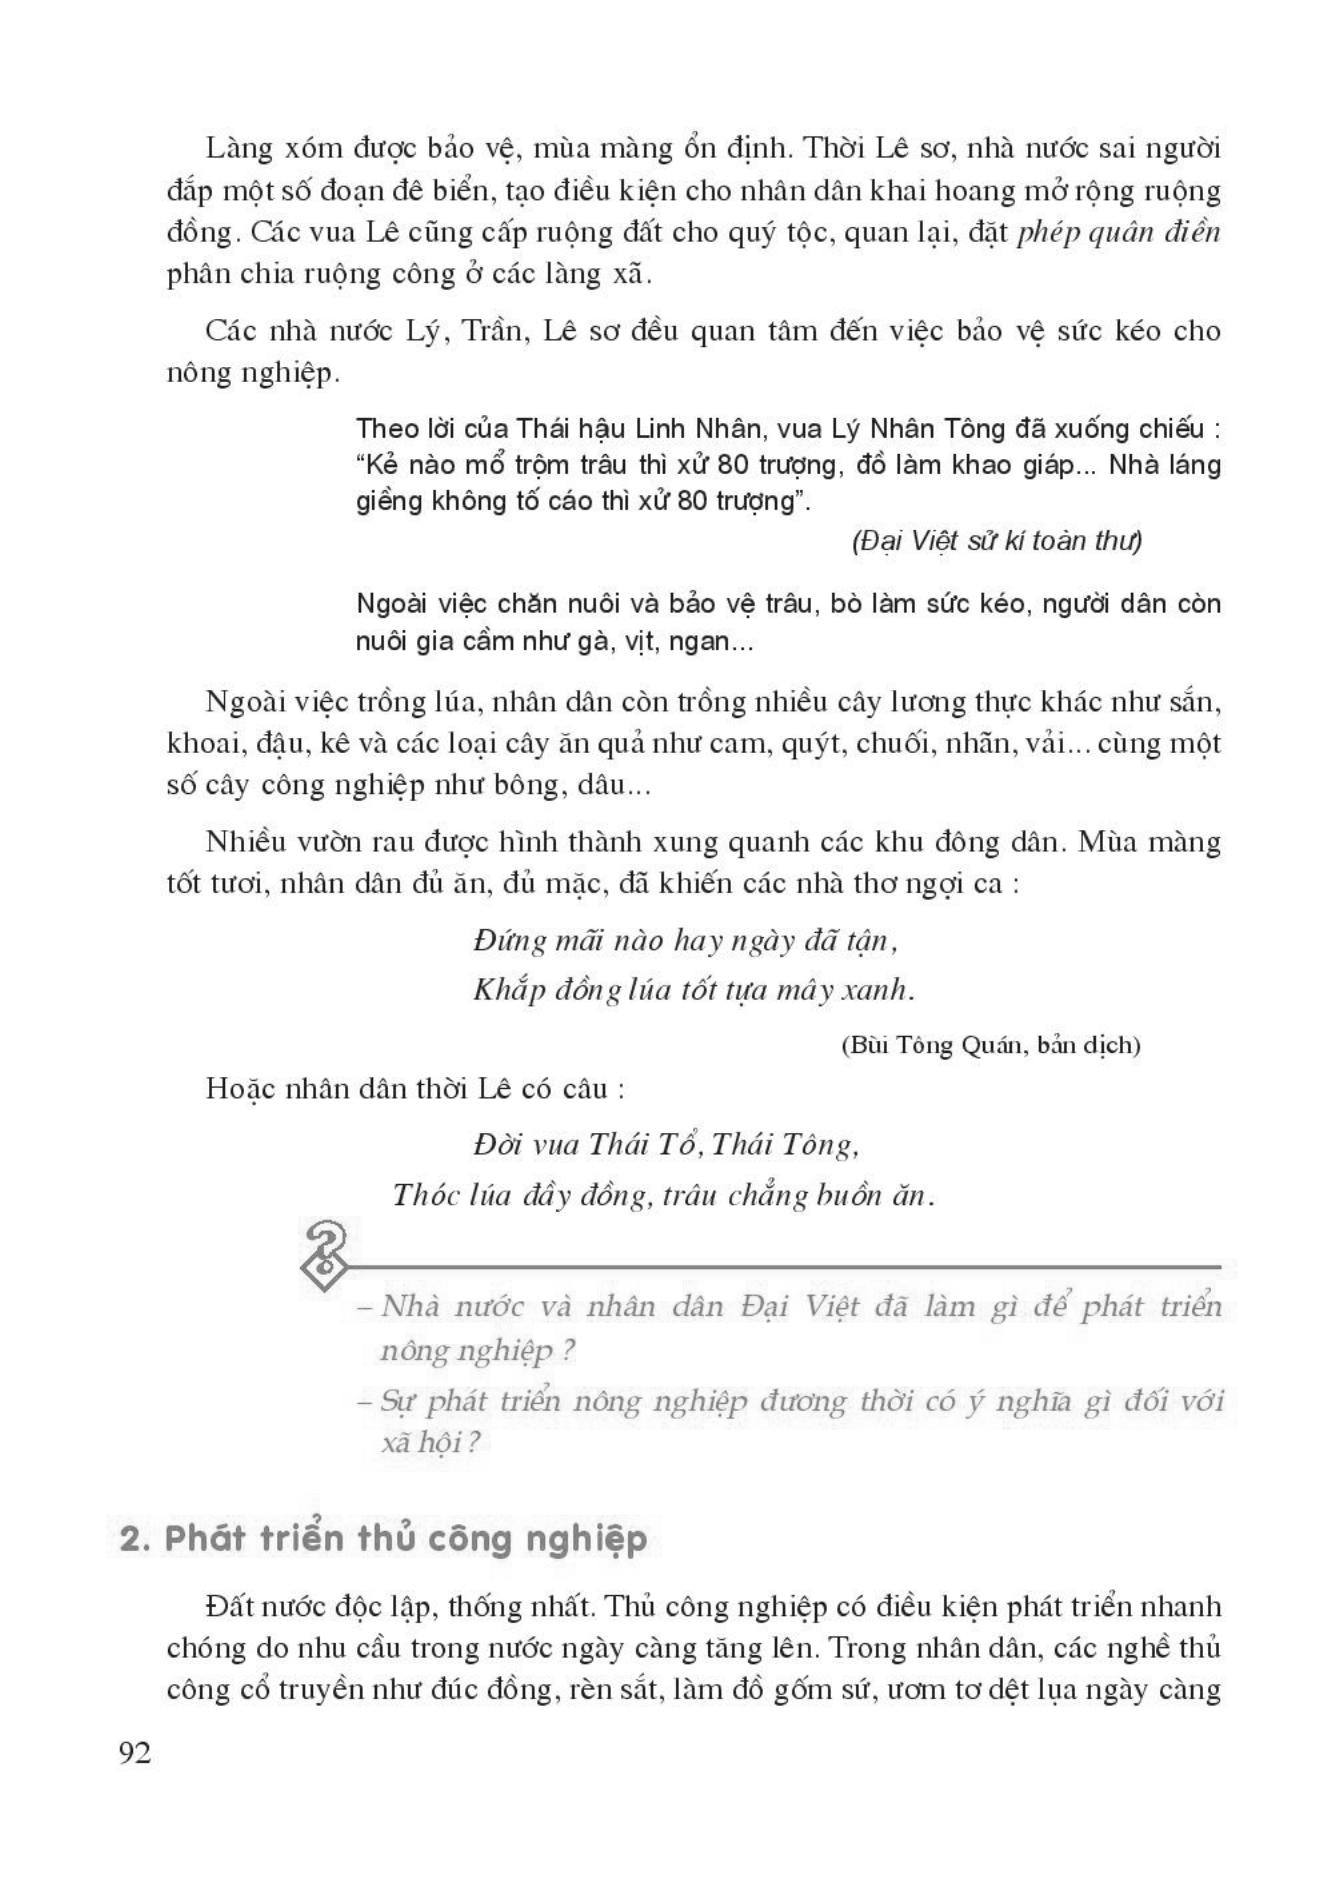 Làng xóm được bảo vệ, mùa màng ổn định. Thời Lê sơ, nhà nước sai người
đắp một số đoạn đê biển, tạo điều kiện cho nhân dân khai hoang mở rộng ruộng
đồng. Các vua Lê cũng cấp ruộng đất cho quý tộc, quan lại, đặt phép quân điền
phân chia ruộng công ở các làng xã.
Các nhà nước Lý, Trần, Lê sơ đều quan tâm đến việc bảo vệ sức kéo cho
nông nghiệp.
Theo lời của Thái hậu Linh Nhân, vua Lý Nhân Tông đã xuống chiếu :
“Kẻ nào mổ trộm trâu thì xử 80 trượng, đồ làm khao giáp... Nhà láng
giềng không tố cáo thì xử 80 trượng”.
(Đại Việt sử kí toàn thư)
Ngoài việc chăn nuôi và bảo vệ trâu, bò làm sức kéo, người dân còn
nuôi gia cầm như gà, vịt, ngan...
Ngoài việc trồng lúa, nhân dân còn trồng nhiều cây lương thực khác như sắn,
khoai, đậu, kê và các loại cây ăn quả như cam, quýt, chuối, nhãn, vải... cùng một
số cây công nghiệp như bông, dâu...
Nhiều vườn rau được hình thành xung quanh các khu đông dân. Mùa màng
tốt tươi, nhân dân đủ ăn, đủ mặc, đã khiến các nhà thơ ngợi ca :
Đứng mãi nào hay ngày đã tận,
Khắp đồng lúa tốt tựa mây xanh.
(Bùi Tông Quán, bản dịch)
Hoặc nhân dân thời Lê có câu :
Đời vua Thái Tổ, Thái Tông,
Thóc lúa đầy đồng, trâu chẳng buồn ăn.
?
– Nhà nước và nhân dân Đại Việt đã làm gì để phát triển
nông nghiệp ?
– Sự phát triển nông nghiệp đương thời có ý nghĩa gì đối với
xã hội ?
2. Phát triển thủ công nghiệp
Đất nước độc lập, thống nhất. Thủ công nghiệp có điều kiện phát triển nhanh
chóng do nhu cầu trong nước ngày càng tăng lên. Trong nhân dân, các nghề thủ
công cổ truyền như đúc đồng, rèn sắt, làm đồ gốm sứ, ươm tơ dệt lụa ngày càng
92